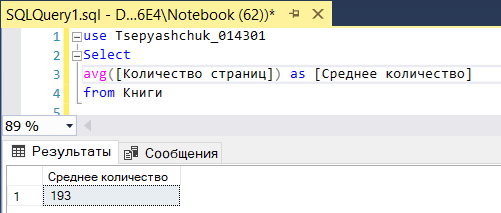 SQLQuery1.sql - D...6E4\Notebook (62))*
1 use Tsepyashchuk_014301
2 Select
3 avg([Количество страниц]) as [Среднее количество]
4 from Книги
89 %
Результаты Сообщения
Среднее количество
1 193